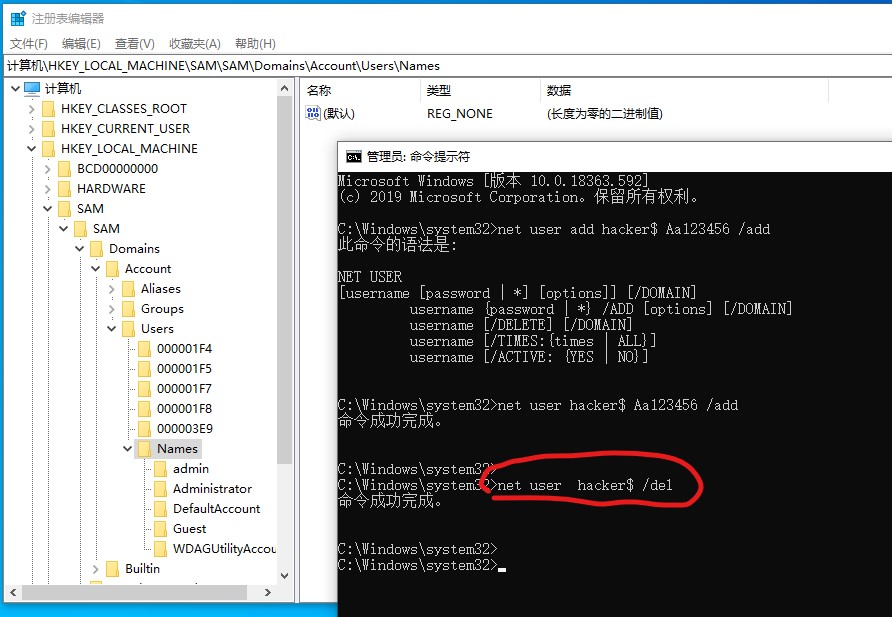 注册表编辑器
文件(F) 编辑(E) 查看(V) 收藏夹(A) 帮助(H)
计算机\HKEY_LOCAL_MACHINE\SAM\SAM\Domains\Account\Users\Names
计算机
HKEY_CLASSES_ROOT
HKEY_CURRENT_USER
HKEY_LOCAL_MACHINE
BCD00000000
HARDWARE
SAM
SAM
Domains
Account
Aliases
Groups
Users
000001F4
000001F5
000001F7
000001F8
000003E9
Names
admin
Administrator
DefaultAccount
Guest
WDAGUtilityAccou
Builtin
名称 类型 数据
(默认) REG_NONE (长度为零的二进制值)
管理员: 命令提示符
Microsoft Windows [版本 10.0.18363.592]
(c) 2019 Microsoft Corporation。保留所有权利。
C:\Windows\system32>net user add hacker$ Aa123456 /add
此命令的语法是:
NET USER
[username [password | *] [options]] [/DOMAIN]
username {password | *} /ADD [options] [/DOMAIN]
username [/DELETE] [/DOMAIN]
username [/TIMES:{times | ALL}]
username [/ACTIVE: {YES | NO}]
C:\Windows\system32>net user hacker$ Aa123456 /add
命令成功完成。
C:\Windows\system32>
C:\Windows\system32>net user  hacker$ /del
命令成功完成。
C:\Windows\system32>
C:\Windows\system32>